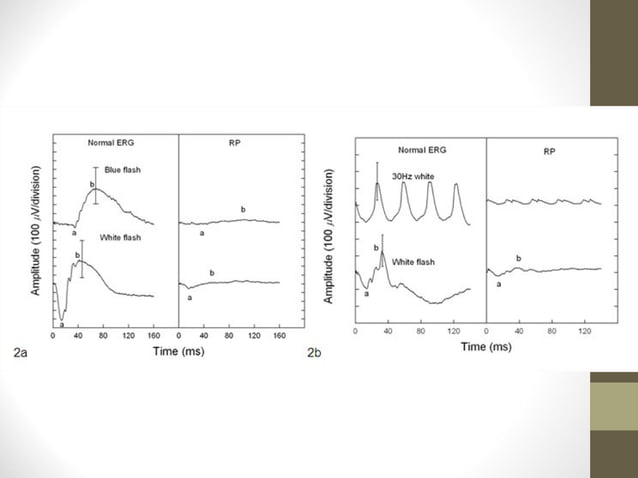 Normal ERG
RP
Blue flash
b
a
b
a
White flash
b
a
b
a
Amplitude (100 μV/division)
0 40 80 120 160
0 40 80 120 160
Time (ms)
2a
Normal ERG
RP
30Hz white
b
White flash
a
b
a
Amplitude (100 μV/division)
0 40 80 120
0 40 80 120
Time (ms)
2b